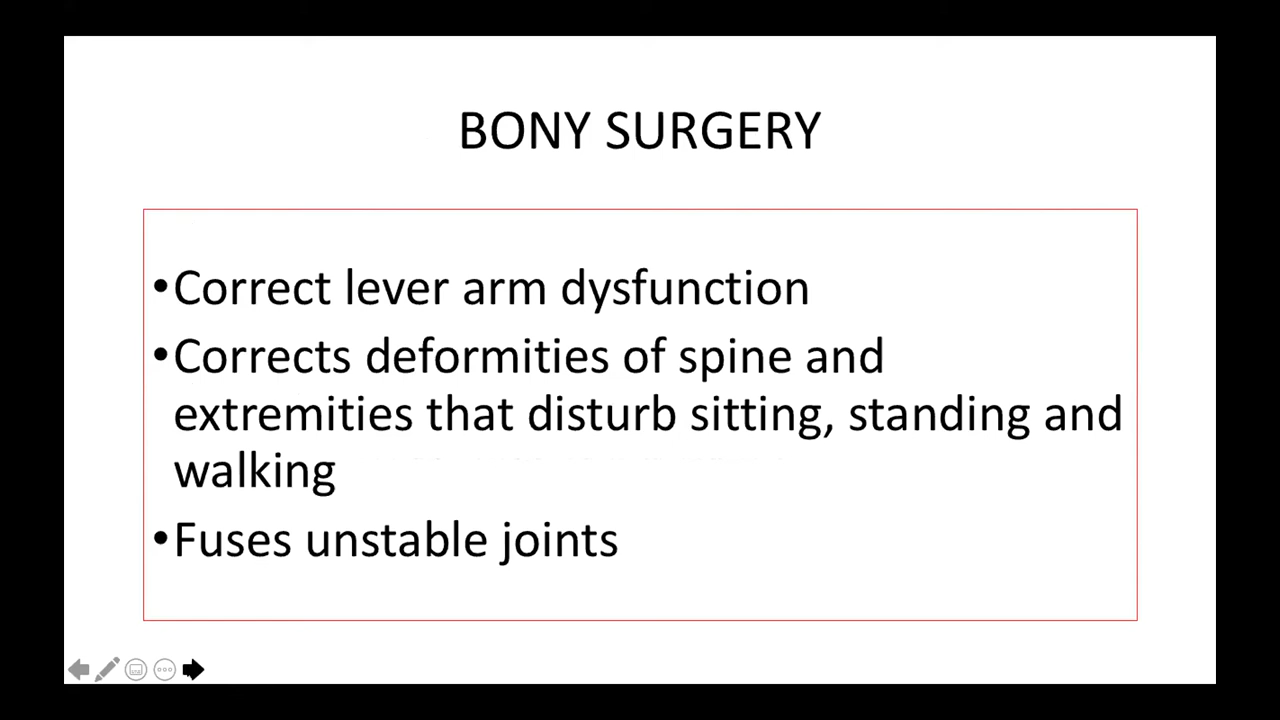 BONY SURGERY
•Correct lever arm dysfunction
•Corrects deformities of spine and
extremities that disturb sitting, standing and
walking
•Fuses unstable joints